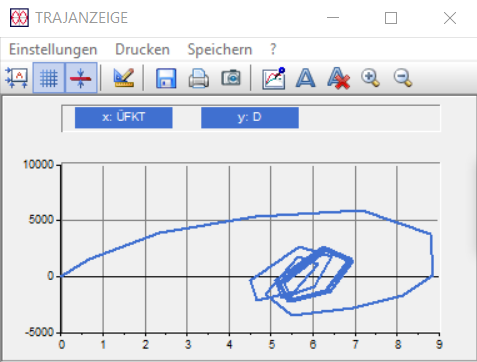 TRAJANZEIGE
Einstellungen Drucken Speichern ?
x: ÜFKT y: D
10000
5000
0
-5000
0 1 2 3 4 5 6 7 8 9